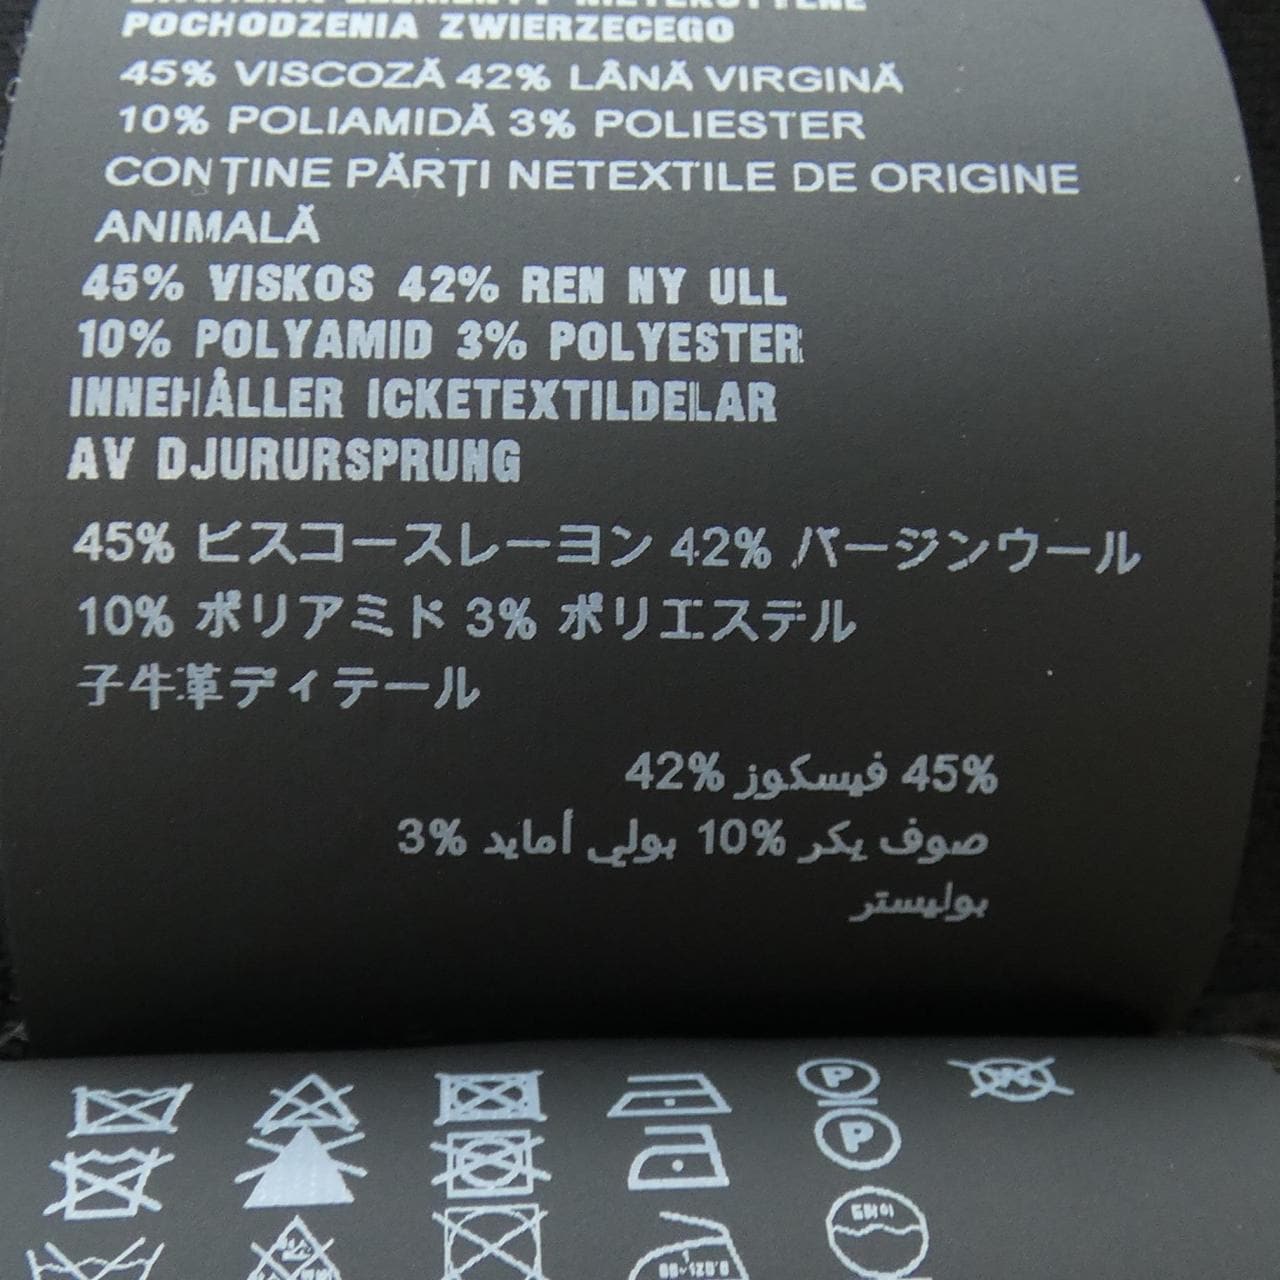 POCHODZENIA ZWIERZECEGO
45% VISCOZĂ 42% LÂNĂ VIRGINĂ
10% POLIAMIDĂ 3% POLIESTER
CONȚINE PĂRȚI NETEXTILE DE ORIGINE
ANIMALĂ
45% VISKOS 42% REN NY ULL
10% POLYAMID 3% POLYESTER
INNEHÅLLER ICKETEXTILDELAR
AV DJURURSPRUNG
45% ビスコースレーヨン 42% バージンウール
10% ポリアミド 3% ポリエステル
子牛革ディテール
45% فيسكوز 42%
صوف بكر 10% بولي أمايد 3%
بوليستر
P
P
드라이